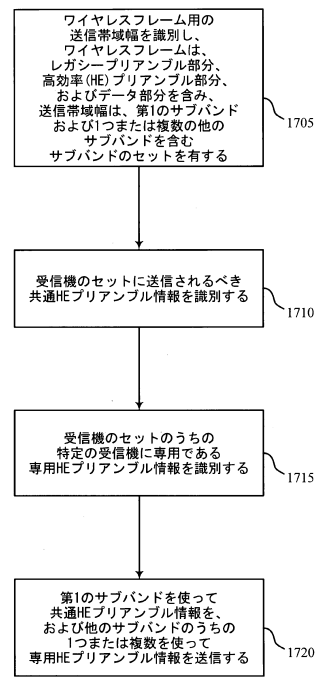 ワイヤレスフレーム用の
送信帯域幅を識別し、
ワイヤレスフレームは、
レガシープリアンブル部分、
高効率(HE)プリアンブル部分、
およびデータ部分を含み、
送信帯域幅は、第1のサブバンド
および1つまたは複数の他の
サブバンドを含む
サブバンドのセットを有する
1705
受信機のセットに送信されるべき
共通HEプリアンブル情報を識別する
1710
受信機のセットのうちの
特定の受信機に専用である
専用HEプリアンブル情報を識別する
1715
第1のサブバンドを使って
共通HEプリアンブル情報を、
および他のサブバンドのうちの
1つまたは複数を使って
専用HEプリアンブル情報を送信する
1720